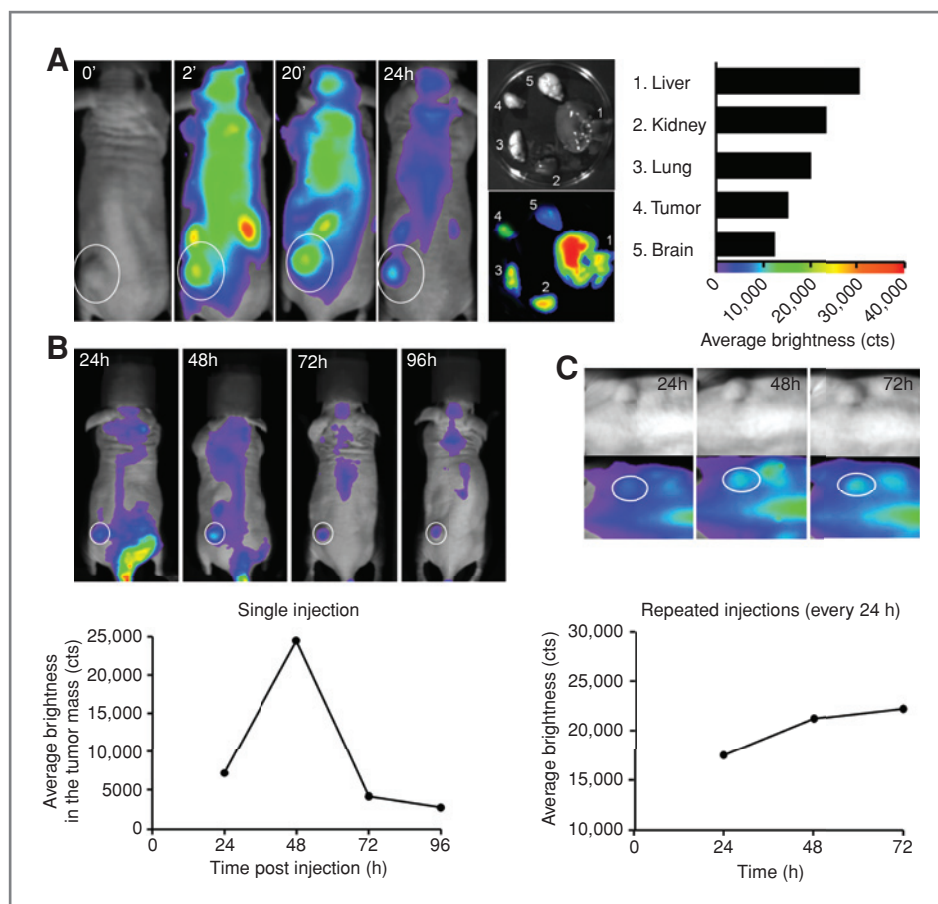 A
0'
2'
20'
24h
5
4
1
3
2
5
4
1
3
2
1. Liver
2. Kidney
3. Lung
4. Tumor
5. Brain
0
10,000
20,000
30,000
40,000
Average brightness (cts)
B
24h
48h
72h
96h
C
24h
48h
72h
Single injection
25,000
20,000
15,000
10,000
5000
0
Average brightness
in the tumor mass (cts)
0
24
48
72
96
Time post injection (h)
Repeated injections (every 24 h)
30,000
25,000
20,000
15,000
10,000
Average brightness (cts)
0
24
48
72
Time (h)